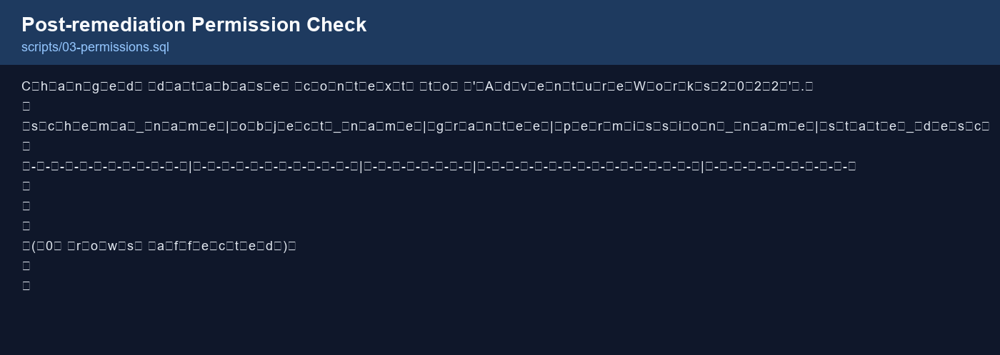 Post-remediation Permission Check
scripts/03-permissions.sql
Changed database context to 'AdventureWorks2022'.
schema_name|object_name|grantee|permission_name|state_desc
-----------|-----------|-------|---------------|----------
(0 rows affected)